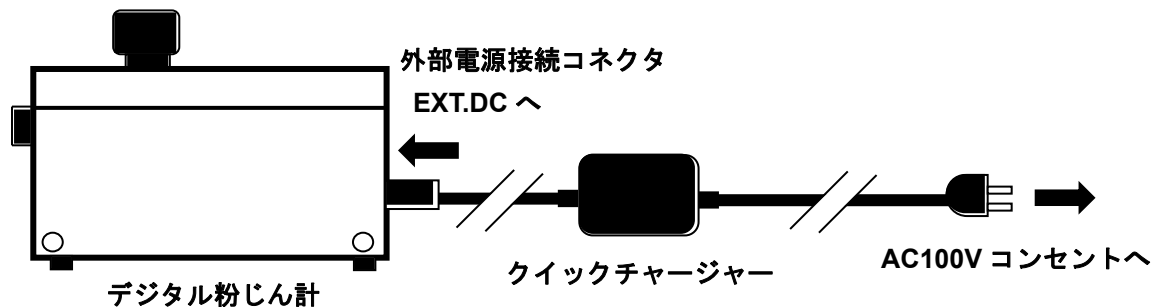 外部電源接続コネクタ
EXT.DC へ
クイックチャージャー
AC100V コンセントへ
デジタル粉じん計